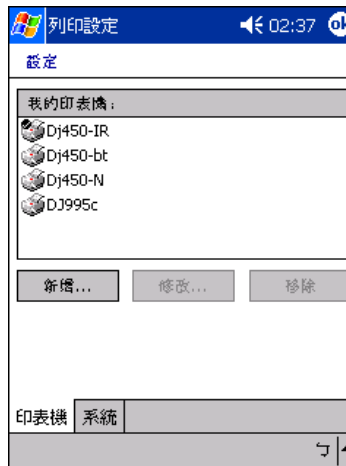 列印設定 02:37 ok
設定
我的印表機：
Dj450-IR
Dj450-bt
Dj450-N
DJ995c
新增... 修改... 移除
印表機 系統
ㄅ